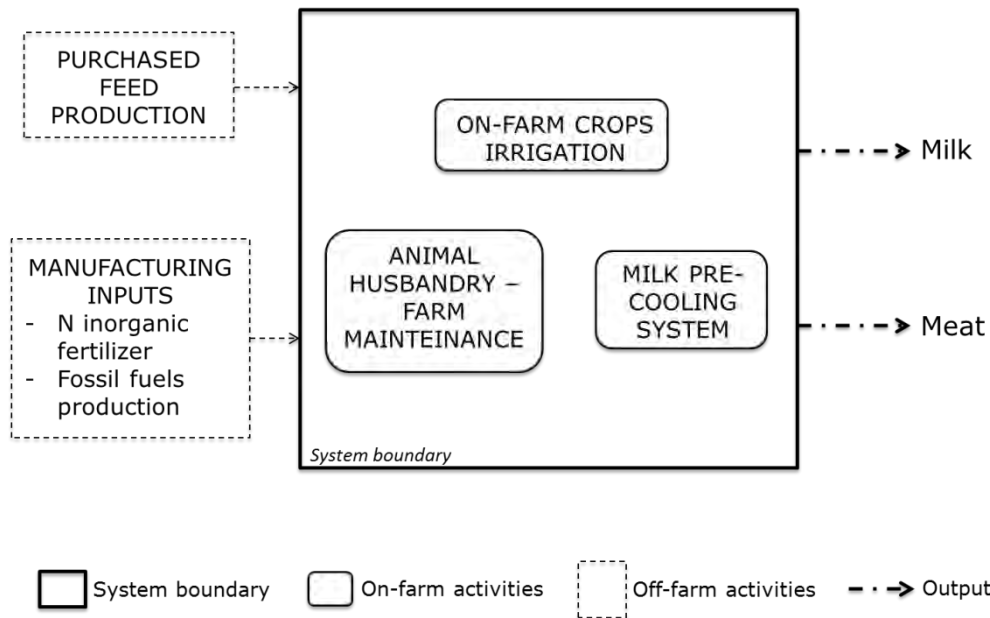 PURCHASED
FEED
PRODUCTION
MANUFACTURING
INPUTS
- N inorganic
fertilizer
- Fossil fuels
production
ON-FARM CROPS
IRRIGATION
ANIMAL
HUSBANDRY –
FARM
MAINTEINANCE
MILK PRE-
COOLING
SYSTEM
System boundary
Milk
Meat
System boundary
On-farm activities
Off-farm activities
Output